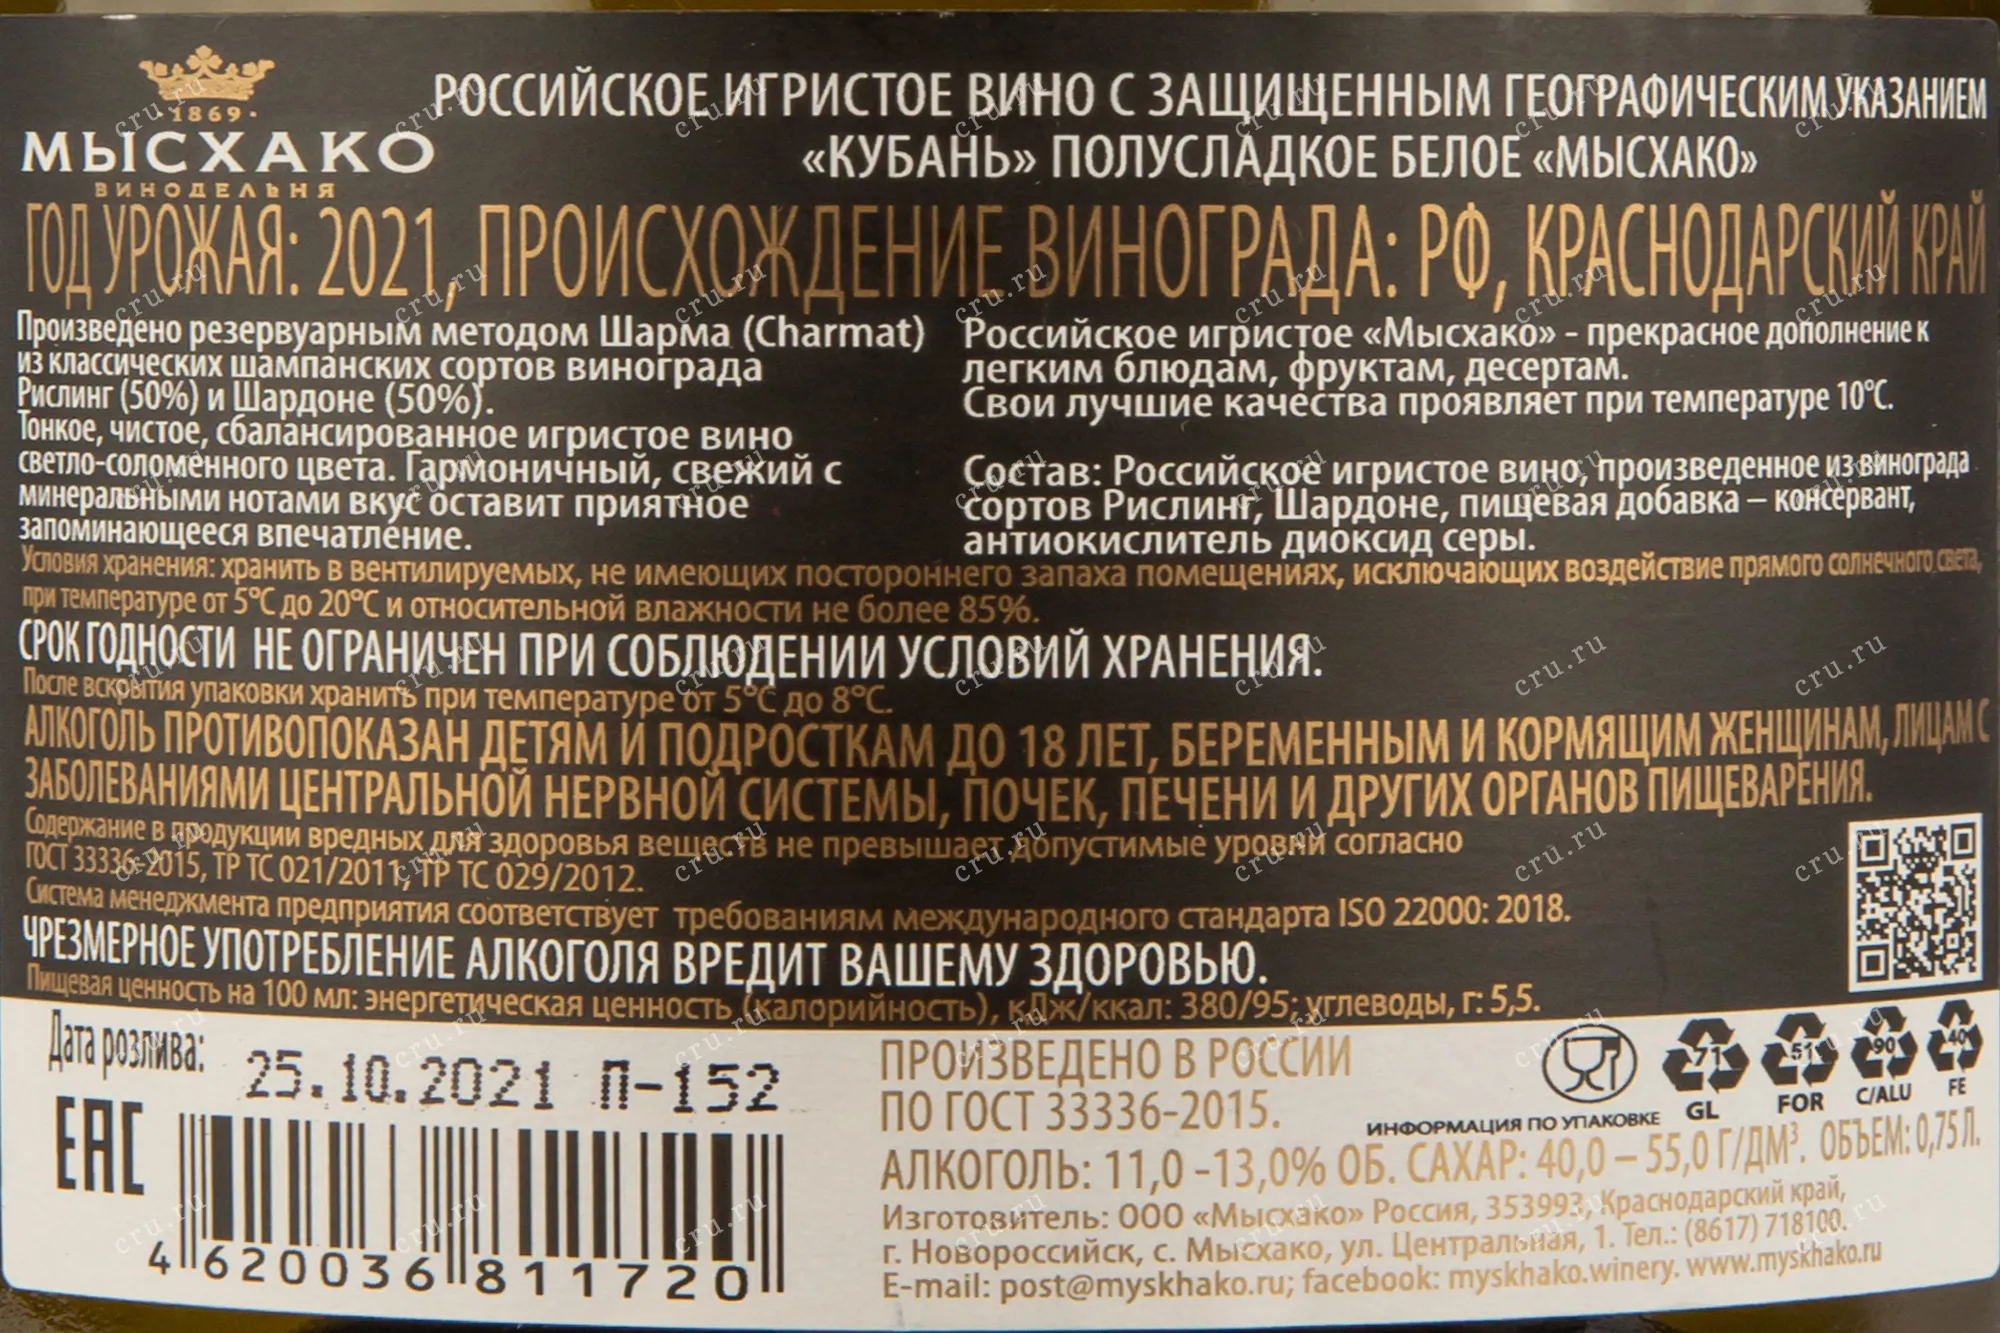 1869
МЫСХАКО
ВИНОДЕЛЬНЯ
РОССИЙСКОЕ ИГРИСТОЕ ВИНО С ЗАЩИЩЕННЫМ ГЕОГРАФИЧЕСКИМ УКАЗАНИЕМ
«КУБАНЬ» ПОЛУСЛАДКОЕ БЕЛОЕ «МЫСХАКО»
ГОД УРОЖАЯ: 2021, ПРОИСХОЖДЕНИЕ ВИНОГРАДА: РФ, КРАСНОДАРСКИЙ КРАЙ
Произведено резервуарным методом Шарма (Charmat)
из классических шампанских сортов винограда
Рислинг (50%) и Шардоне (50%).
Тонкое, чистое, сбалансированное игристое вино
светло-соломенного цвета. Гармоничный, свежий с
минеральными нотами вкус оставит приятное
запоминающееся впечатление.
Российское игристое «Мысхако» - прекрасное дополнение к
легким блюдам, фруктам, десертам.
Свои лучшие качества проявляет при температуре 10°С.
Состав: Российское игристое вино, произведенное из винограда
сортов Рислинг, Шардоне, пищевая добавка – консервант,
антиокислитель диоксид серы.
Условия хранения: хранить в вентилируемых, не имеющих постороннего запаха помещениях, исключающих воздействие прямого солнечного света,
при температуре от 5°С до 20°С и относительной влажности не более 85%.
СРОК ГОДНОСТИ НЕ ОГРАНИЧЕН ПРИ СОБЛЮДЕНИИ УСЛОВИЙ ХРАНЕНИЯ.
После вскрытия упаковки хранить при температуре от 5°С до 8°С.
АЛКОГОЛЬ ПРОТИВОПОКАЗАН ДЕТЯМ И ПОДРОСТКАМ ДО 18 ЛЕТ, БЕРЕМЕННЫМ И КОРМЯЩИМ ЖЕНЩИНАМ, ЛИЦАМ С
ЗАБОЛЕВАНИЯМИ ЦЕНТРАЛЬНОЙ НЕРВНОЙ СИСТЕМЫ, ПОЧЕК, ПЕЧЕНИ И ДРУГИХ ОРГАНОВ ПИЩЕВАРЕНИЯ.
Содержание в продукции вредных для здоровья веществ не превышает допустимые уровни согласно
ГОСТ 33336-2015, ТР ТС 021/2011, ТР ТС 029/2012.
Система менеджмента предприятия соответствует требованиям международного стандарта ISO 22000: 2018.
ЧРЕЗМЕРНОЕ УПОТРЕБЛЕНИЕ АЛКОГОЛЯ ВРЕДИТ ВАШЕМУ ЗДОРОВЬЮ.
Пищевая ценность на 100 мл: энергетическая ценность (калорийность), кДж/ккал: 380/95; углеводы, г: 5,5.
Дата розлива:
25.10.2021 П-152
EAC
4 620036 811720
ПРОИЗВЕДЕНО В РОССИИ
ПО ГОСТ 33336-2015.
71 51 90 40
GL FOR C/ALU FE
ИНФОРМАЦИЯ ПО УПАКОВКЕ
АЛКОГОЛЬ: 11,0 -13,0% ОБ. САХАР: 40,0 – 55,0 Г/ДМ³. ОБЪЕМ: 0,75 Л.
Изготовитель: ООО «Мысхако» Россия, 353993, Краснодарский край,
г. Новороссийск, с. Мысхако, ул. Центральная, 1. Тел.: (8617) 718100.
E-mail: post@myskhako.ru; facebook: myskhako.winery. www.myskhako.ru
cru.ru